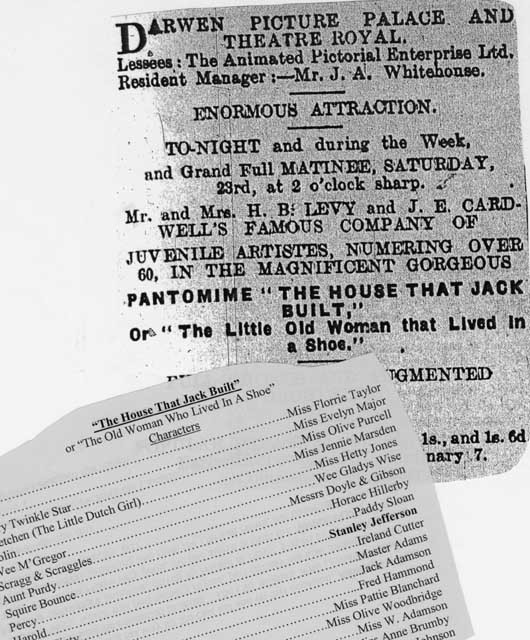 DARWEN PICTURE PALACE AND
THEATRE ROYAL.
Lessees: The Animated Pictorial Enterprise Ltd.
Resident Manager:—Mr. J. A. Whitehouse.
ENORMOUS ATTRACTION.
TO-NIGHT and during the Week,
and Grand Full MATINEE, SATURDAY,
23rd, at 2 o'clock sharp.
Mr. and Mrs. H. B. LEVY and J. E. CARD-
WELL'S FAMOUS COMPANY OF
JUVENILE ARTISTES, NUMERING OVER
60, IN THE MAGNIFICENT GORGEOUS
PANTOMIME "THE HOUSE THAT JACK
BUILT,"
Or "The Little Old Woman that Lived in
a Shoe."
UGMENTED
1s., and 1s. 6d
nary 7.
"The House That Jack Built"
or "The Old Woman Who Lived In A Shoe"
Characters
Miss Florrie Taylor
Miss Evelyn Major
y Twinkle Star Miss Olive Purcell
etchen (The Little Dutch Girl) Miss Jennie Marsden
olin Miss Hetty Jones
Wee M'Gregor Wee Gladys Wise
Scragg & Scraggles Messrs Doyle & Gibson
Aunt Purdy Horace Hillerby
Squire Bounce Paddy Sloan
Percy Stanley Jefferson
Harold Ireland Cutter
Master Adams
Jack Adamson
Fred Hammond
Miss Pattie Blanchard
Miss Olive Woodbridge
Miss W. Adamson
Annie Brumby
Johnson